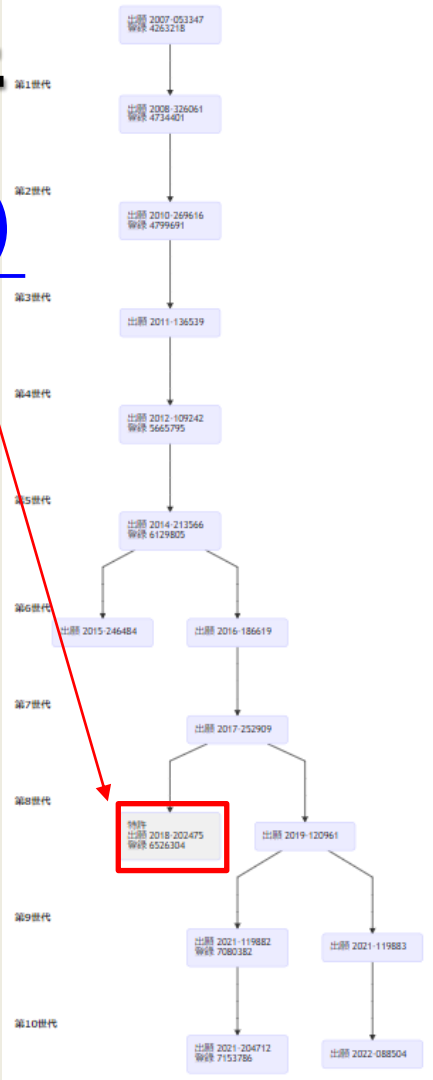 出願 2007-053347
登録 4263218
第1世代
出願 2008-326061
登録 4734401
第2世代
出願 2010-269616
登録 4799691
第3世代
出願 2011-136539
第4世代
出願 2012-109242
登録 5665795
第5世代
出願 2014-213566
登録 6129805
第6世代
出願 2015-246484
出願 2016-186619
第7世代
出願 2017-252909
第8世代
特許
出願 2018-202475
登録 6526304
出願 2019-120961
第9世代
出願 2021-119882
登録 7080382
出願 2021-119883
第10世代
出願 2021-204712
登録 7153786
出願 2022-088504